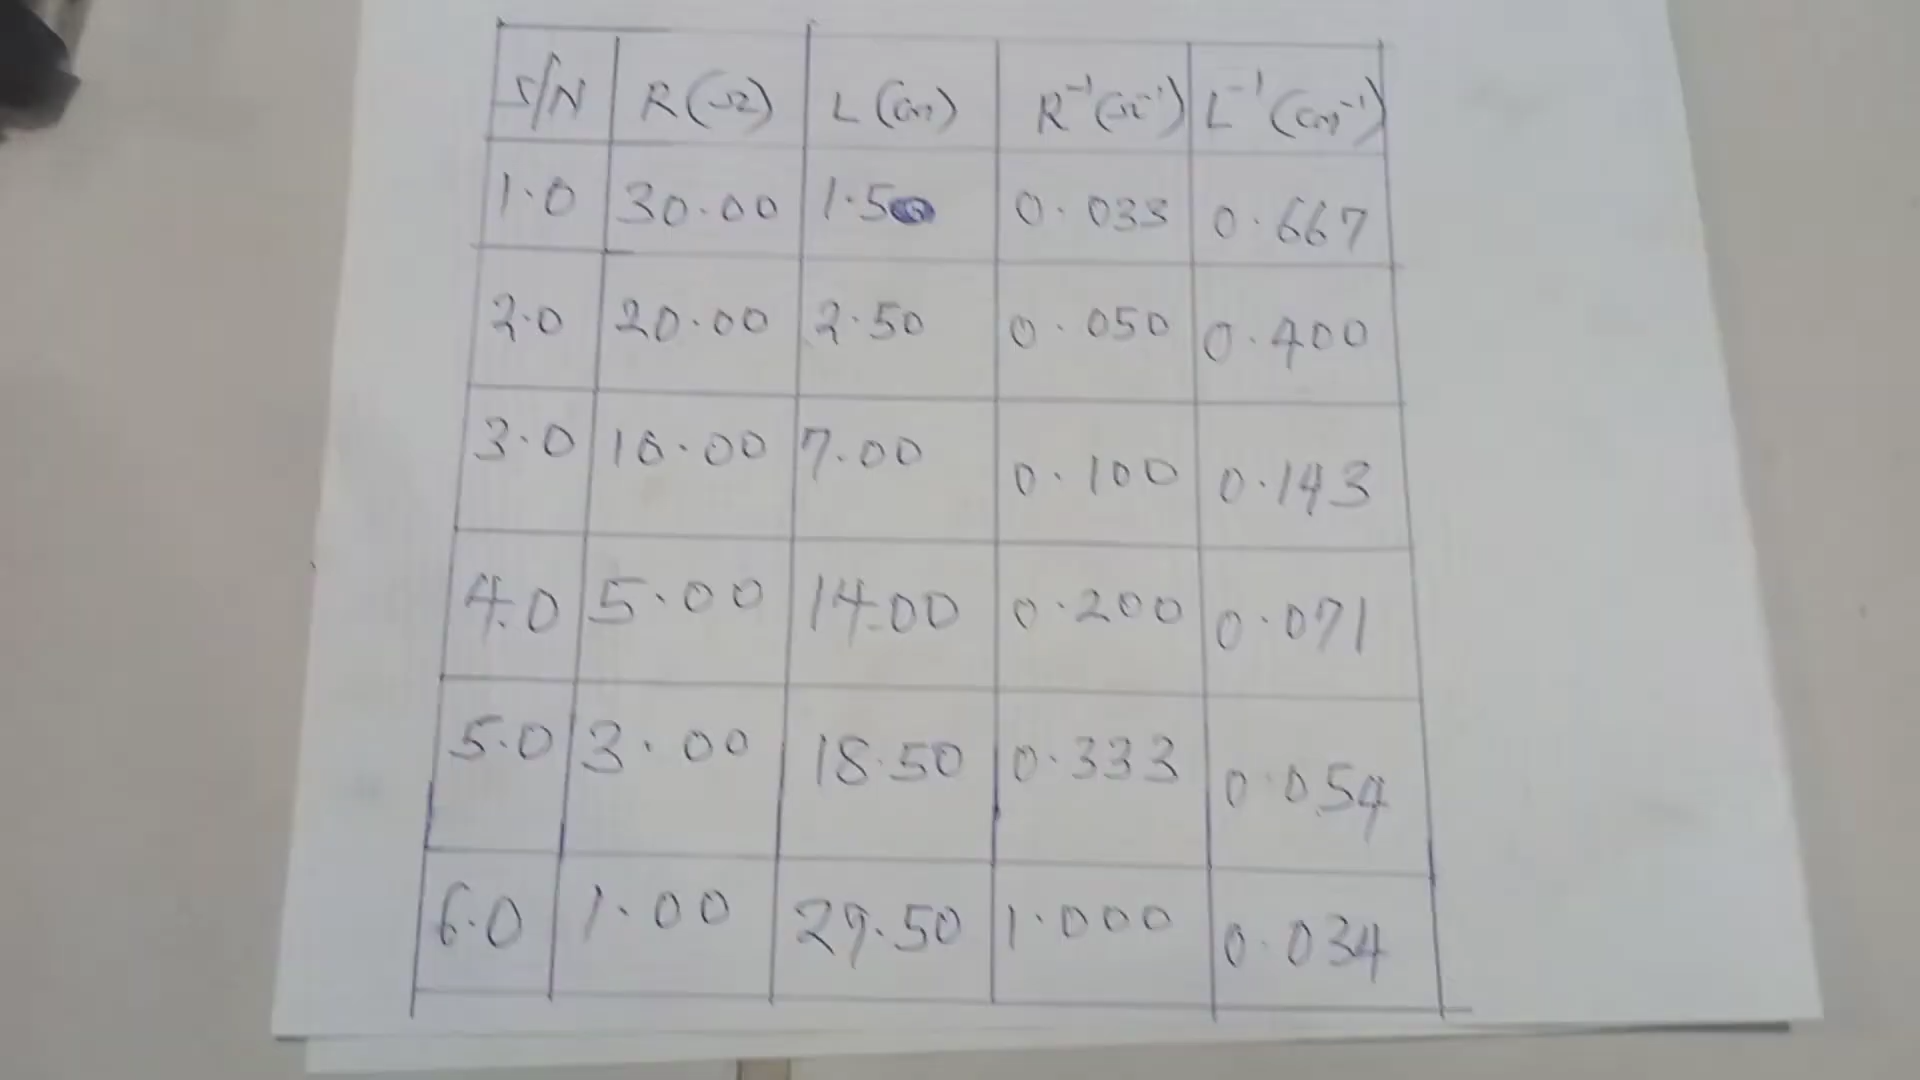 S/N R(Ω) L(cm) R⁻¹(Ω⁻¹) L⁻¹(cm⁻¹)
1.0 30.00 1.50 0.033 0.667
2.0 20.00 2.50 0.050 0.400
3.0 10.00 7.00 0.100 0.143
4.0 5.00 14.00 0.200 0.071
5.0 3.00 18.50 0.333 0.054
6.0 1.00 29.50 1.000 0.034